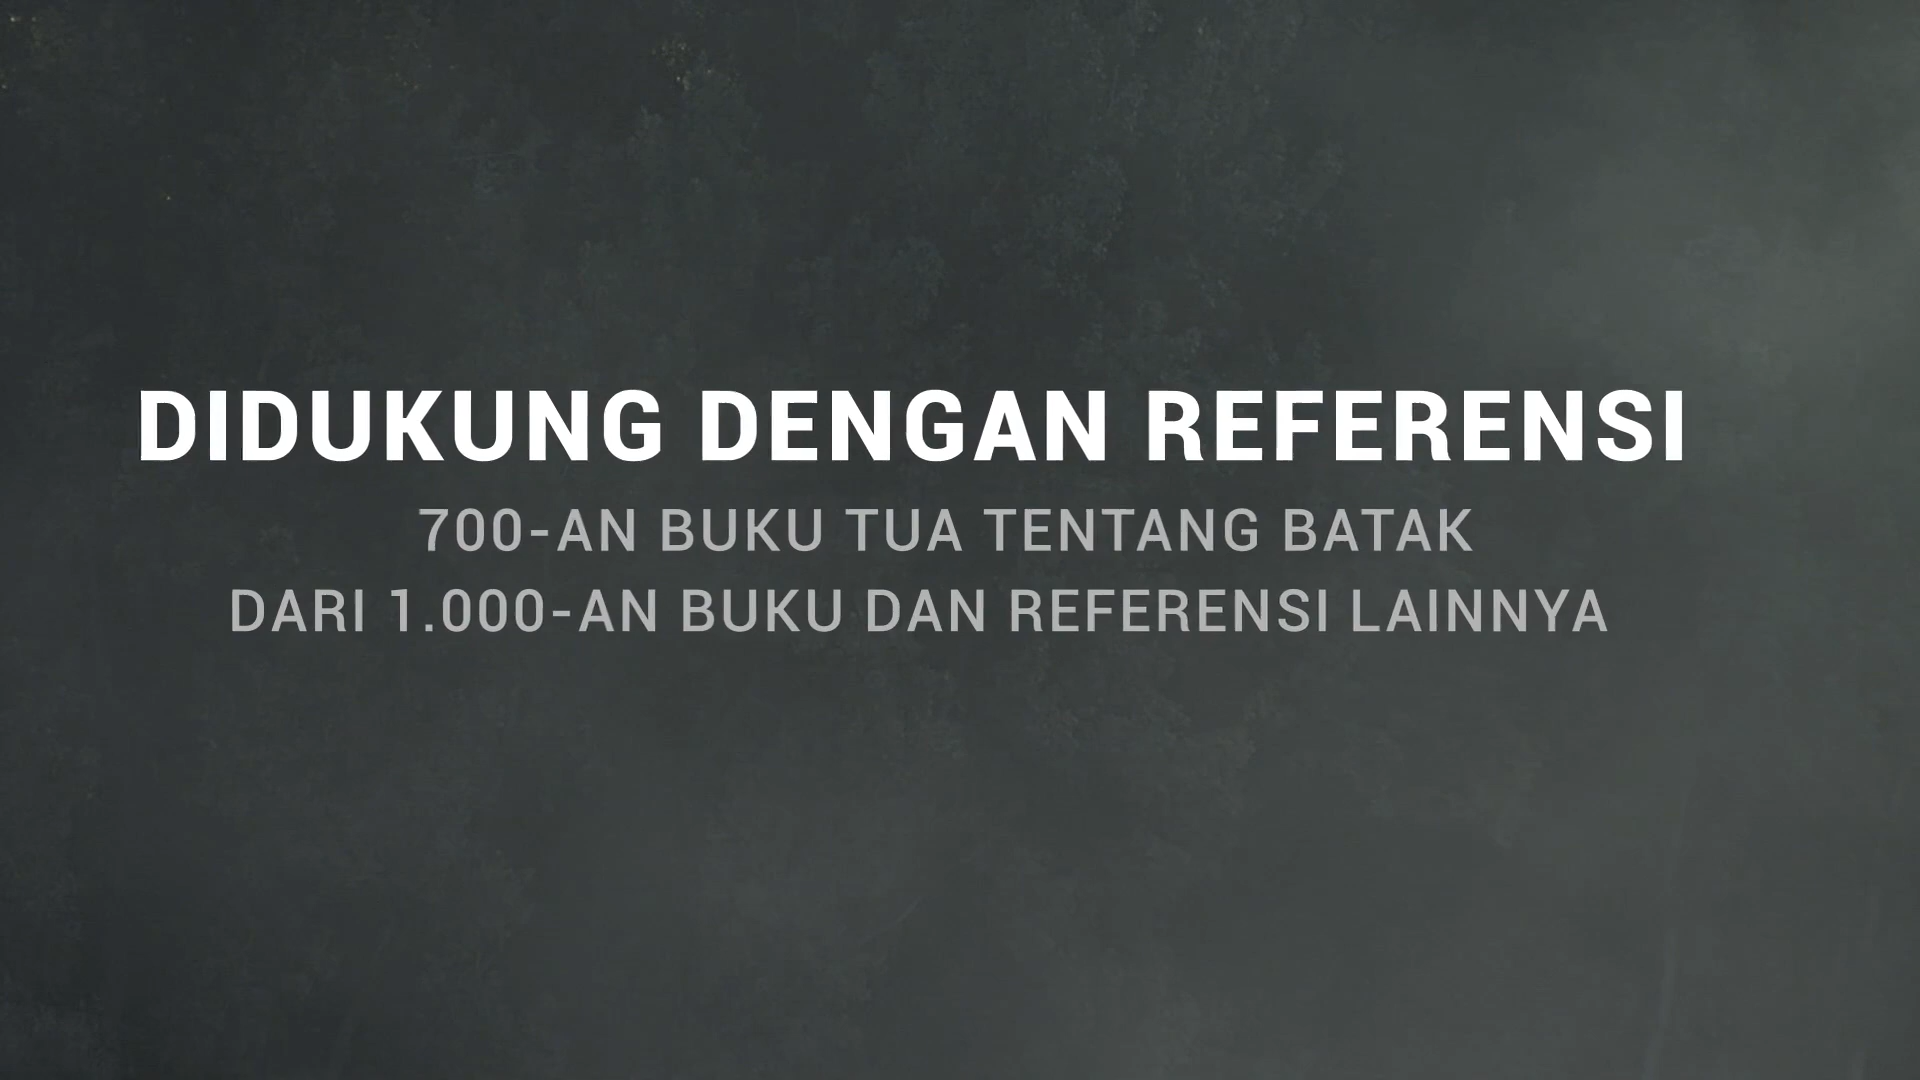 DIDUKUNG DENGAN REFERENSI
700-AN BUKU TUA TENTANG BATAK
DARI 1.000-AN BUKU DAN REFERENSI LAINNYA